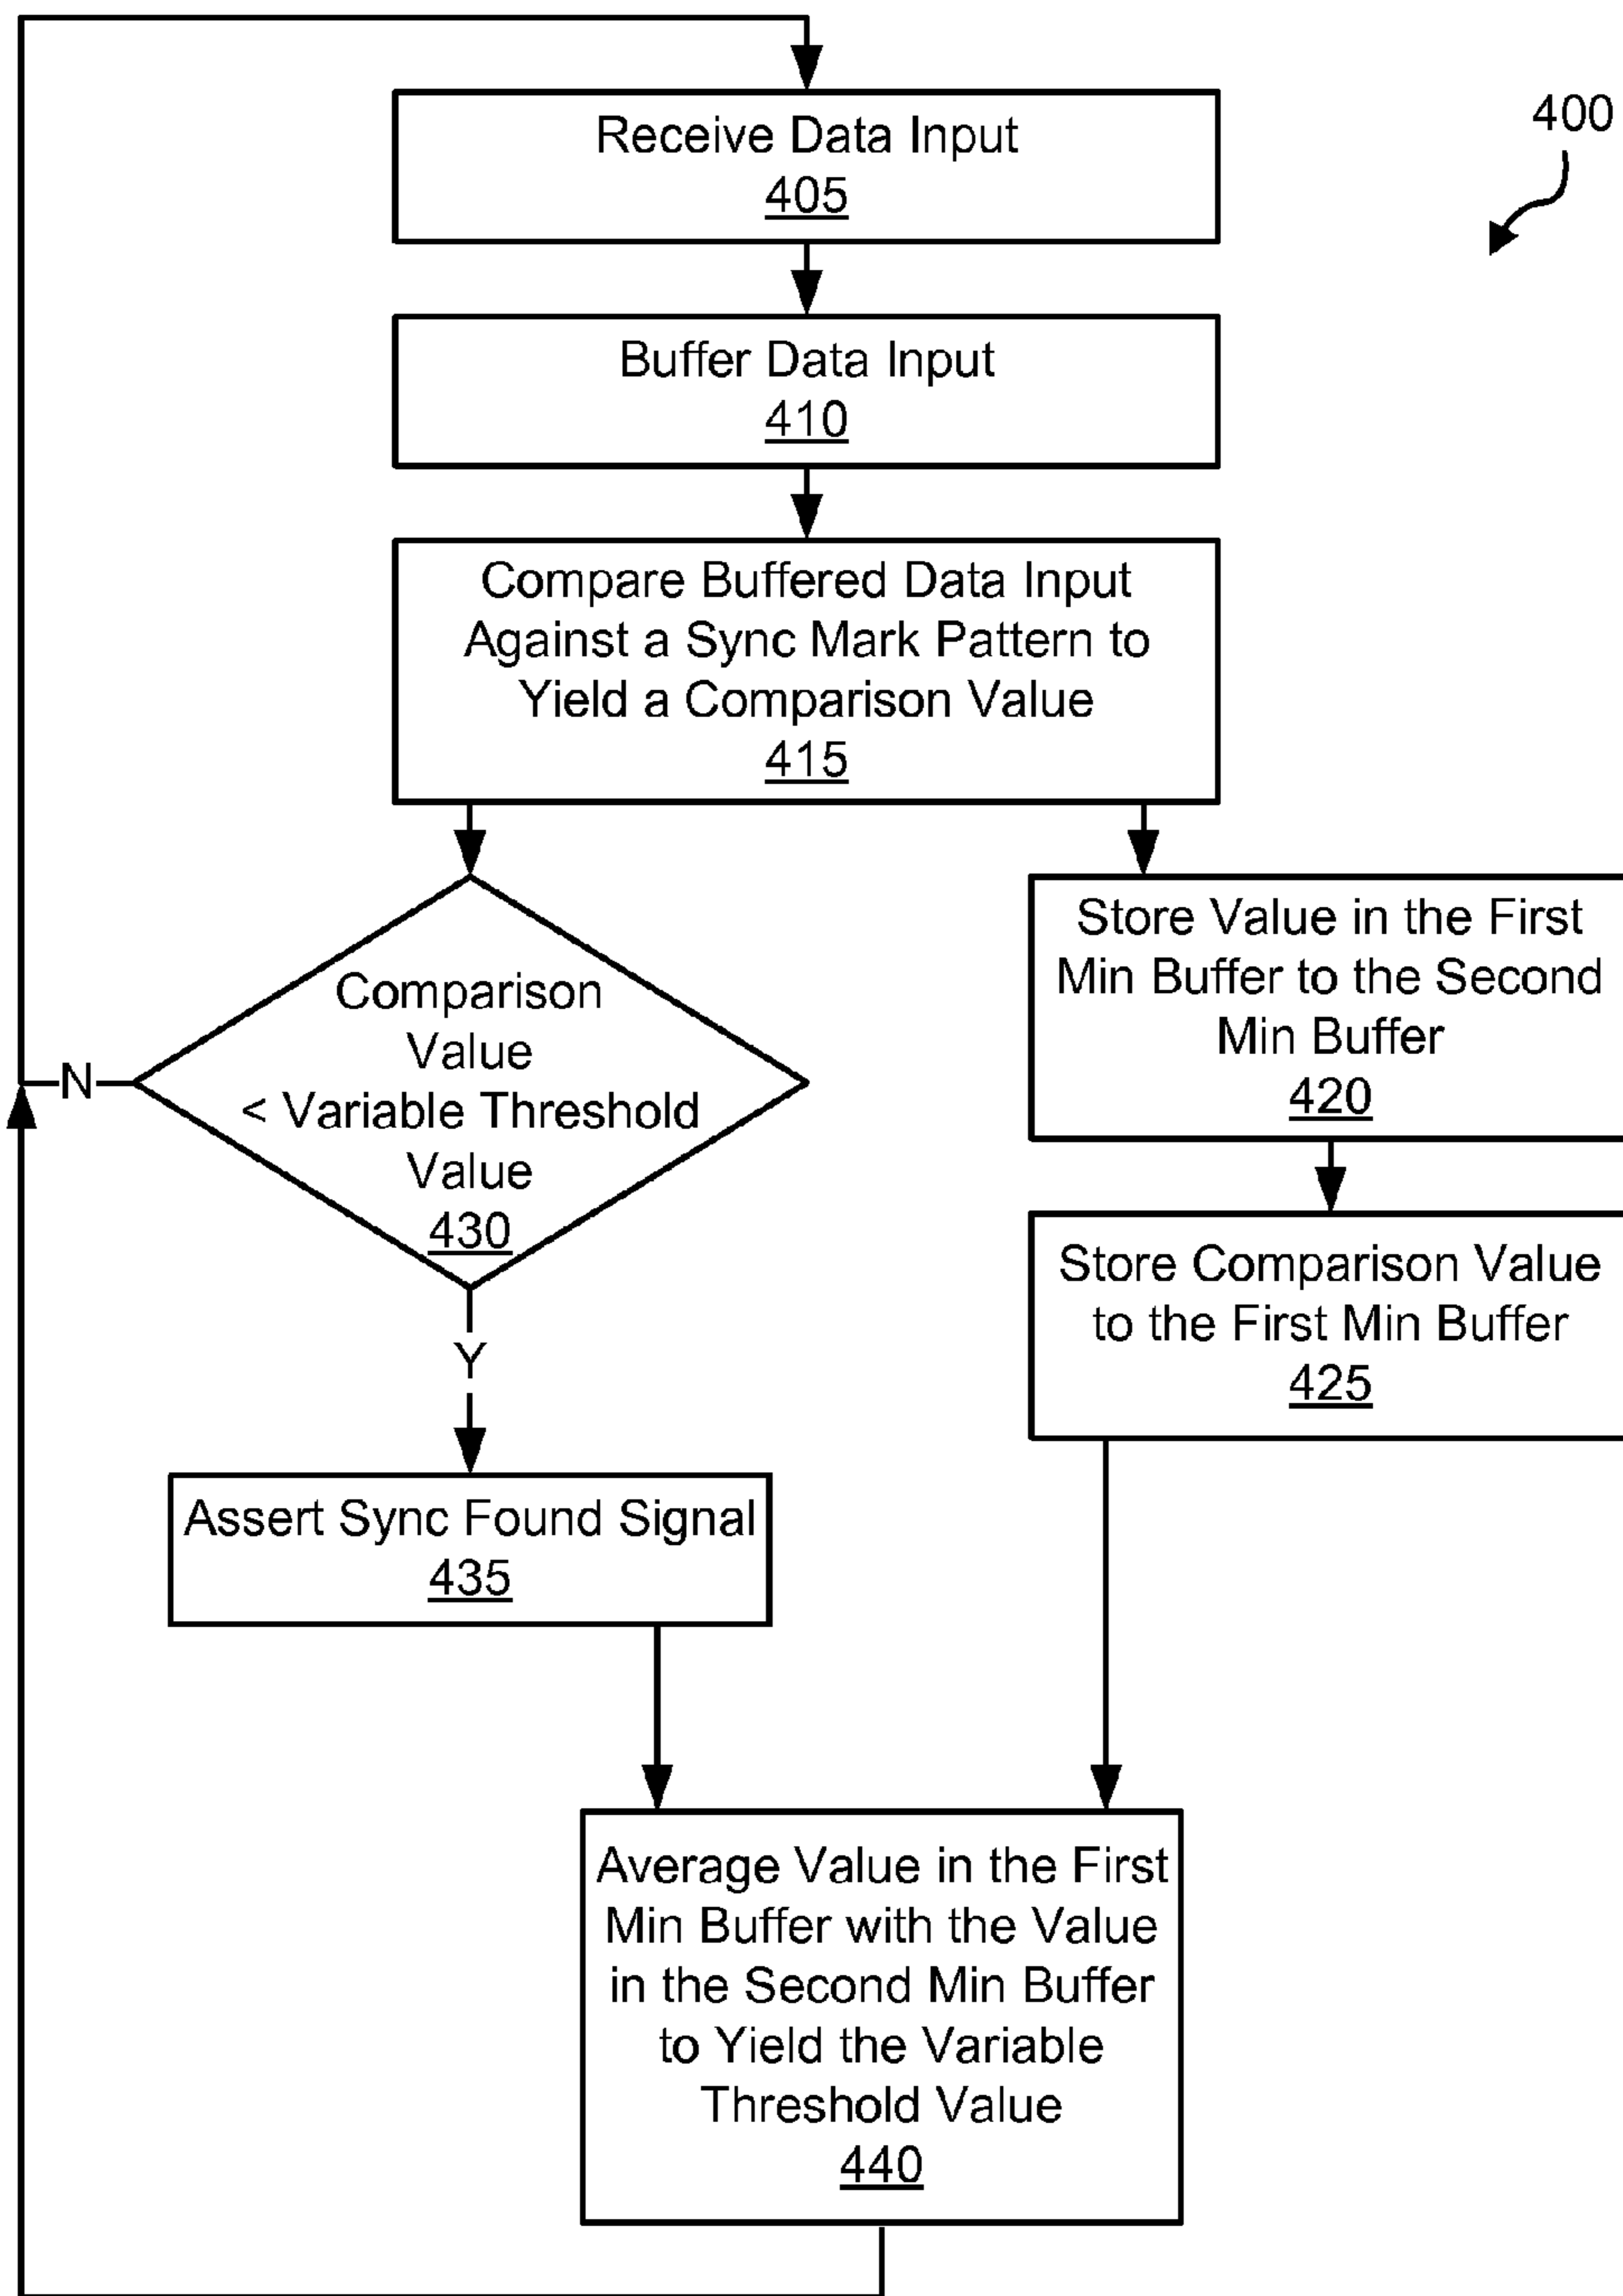 400
Receive Data Input
405
Buffer Data Input
410
Compare Buffered Data Input
Against a Sync Mark Pattern to
Yield a Comparison Value
415
Comparison
Value
< Variable Threshold
Value
430
N
Y
Store Value in the First
Min Buffer to the Second
Min Buffer
420
Store Comparison Value
to the First Min Buffer
425
Assert Sync Found Signal
435
Average Value in the First
Min Buffer with the Value
in the Second Min Buffer
to Yield the Variable
Threshold Value
440